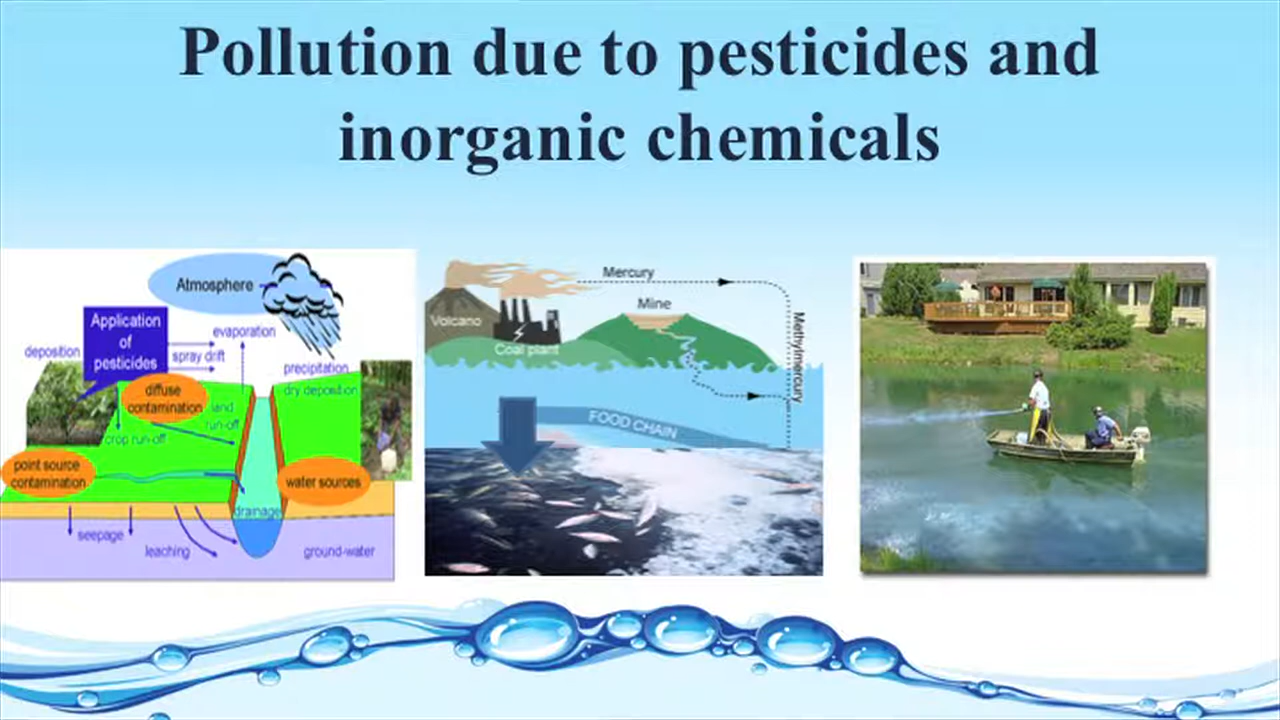 Pollution due to pesticides and
inorganic chemicals
Atmosphere
Application
of
pesticides
deposition
evaporation
spray drift
precipitation
dry deposition
diffuse
contamination
land
run-off
crop run-off
point source
contamination
water sources
drainage
seepage
leaching
ground-water
Mercury
Volcano
Mine
Coal plant
Methylmercury
FOOD CHAIN